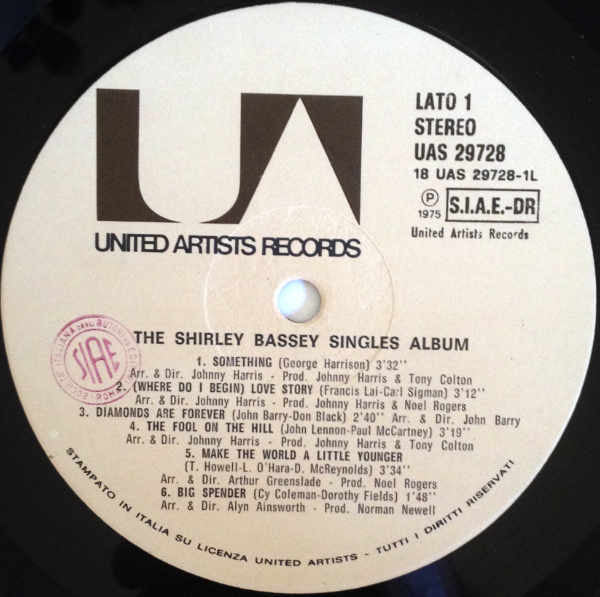 UA
LATO 1
STEREO
UAS 29728
18 UAS 29728-1L
P
1975
S.I.A.E.-DR
United Artists Records
UNITED ARTISTS RECORDS
SIAE
THE SHIRLEY BASSEY SINGLES ALBUM
1. SOMETHING (George Harrison) 3'32''
Arr. & Dir. Johnny Harris - Prod. Johnny Harris & Tony Colton
2. (WHERE DO I BEGIN) LOVE STORY (Francis Lai-Carl Sigman) 3'12''
Arr. & Dir. Johnny Harris - Prod. Johnny Harris & Noel Rogers
3. DIAMONDS ARE FOREVER (John Barry-Don Black) 2'40'' Arr. & Dir. John Barry
4. THE FOOL ON THE HILL (John Lennon-Paul McCartney) 3'19''
Arr. & Dir. Johnny Harris - Prod. Johnny Harris & Tony Colton
5. MAKE THE WORLD A LITTLE YOUNGER
(T. Howell-L. O'Hara-D. McReynolds) 3'34''
Arr. & Dir. Arthur Greenslade - Prod. Noel Rogers
6. BIG SPENDER (Cy Coleman-Dorothy Fields) 1'48''
Arr. & Dir. Alyn Ainsworth - Prod. Norman Newell
STAMPATO IN ITALIA SU LICENZA UNITED ARTISTS - TUTTI I DIRITTI RISERVATI